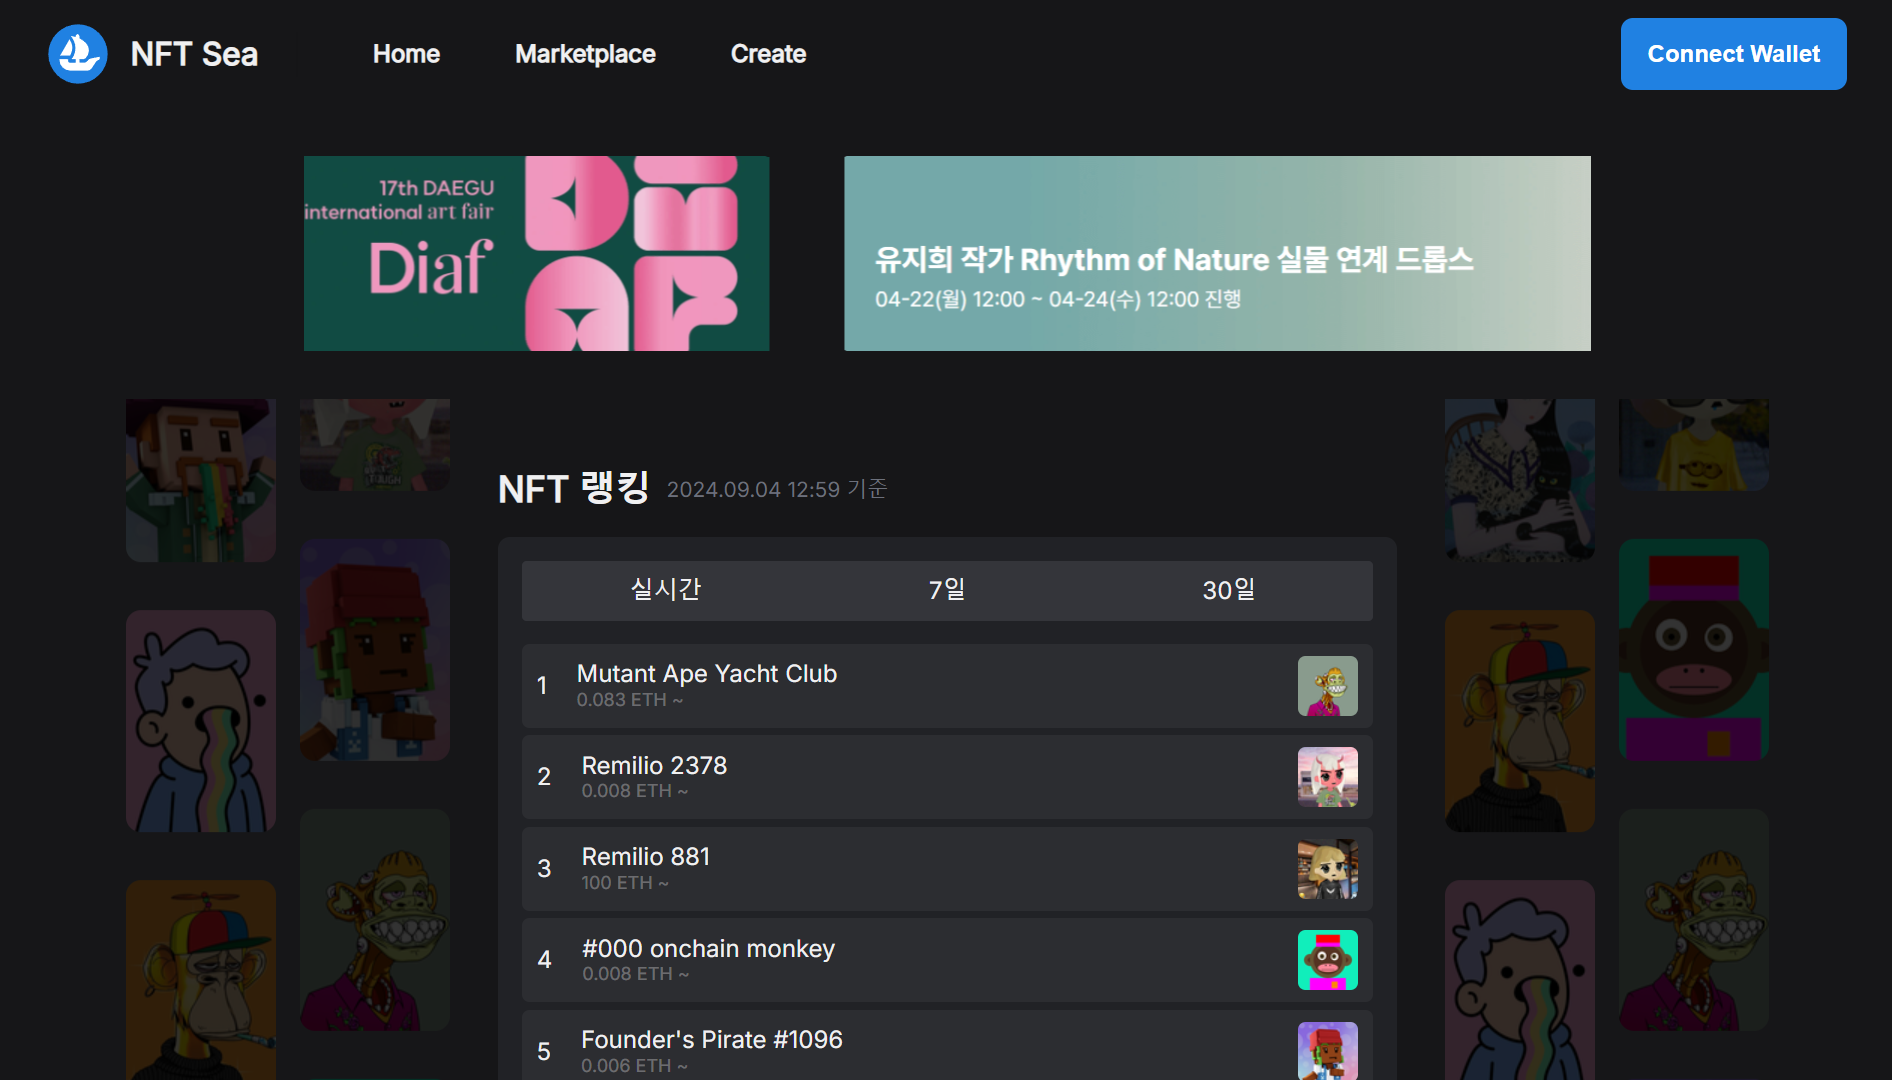 NFT Sea
Home
Marketplace
Create
Connect Wallet
17th DAEGU
international art fair
Diaf
유지희 작가 Rhythm of Nature 실물 연계 드롭스
04-22(월) 12:00 ~ 04-24(수) 12:00 진행
NFT 랭킹 2024.09.04 12:59 기준
실시간
7일
30일
1
Mutant Ape Yacht Club
0.083 ETH ~
2
Remilio 2378
0.008 ETH ~
3
Remilio 881
100 ETH ~
4
#000 onchain monkey
0.008 ETH ~
5
Founder's Pirate #1096
0.006 ETH ~